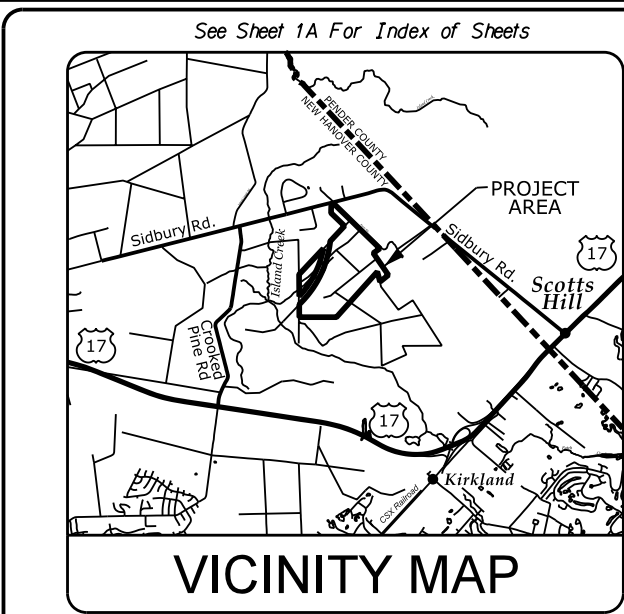 See Sheet 1A For Index of Sheets
PENDER COUNTY
NEW HANOVER COUNTY
PROJECT
AREA
Sidbury Rd.
Island Creek
Sidbury Rd.
17
Scotts
Hill
Crooked
Pine Rd
17
17
Kirkland
CSX Railroad
VICINITY MAP